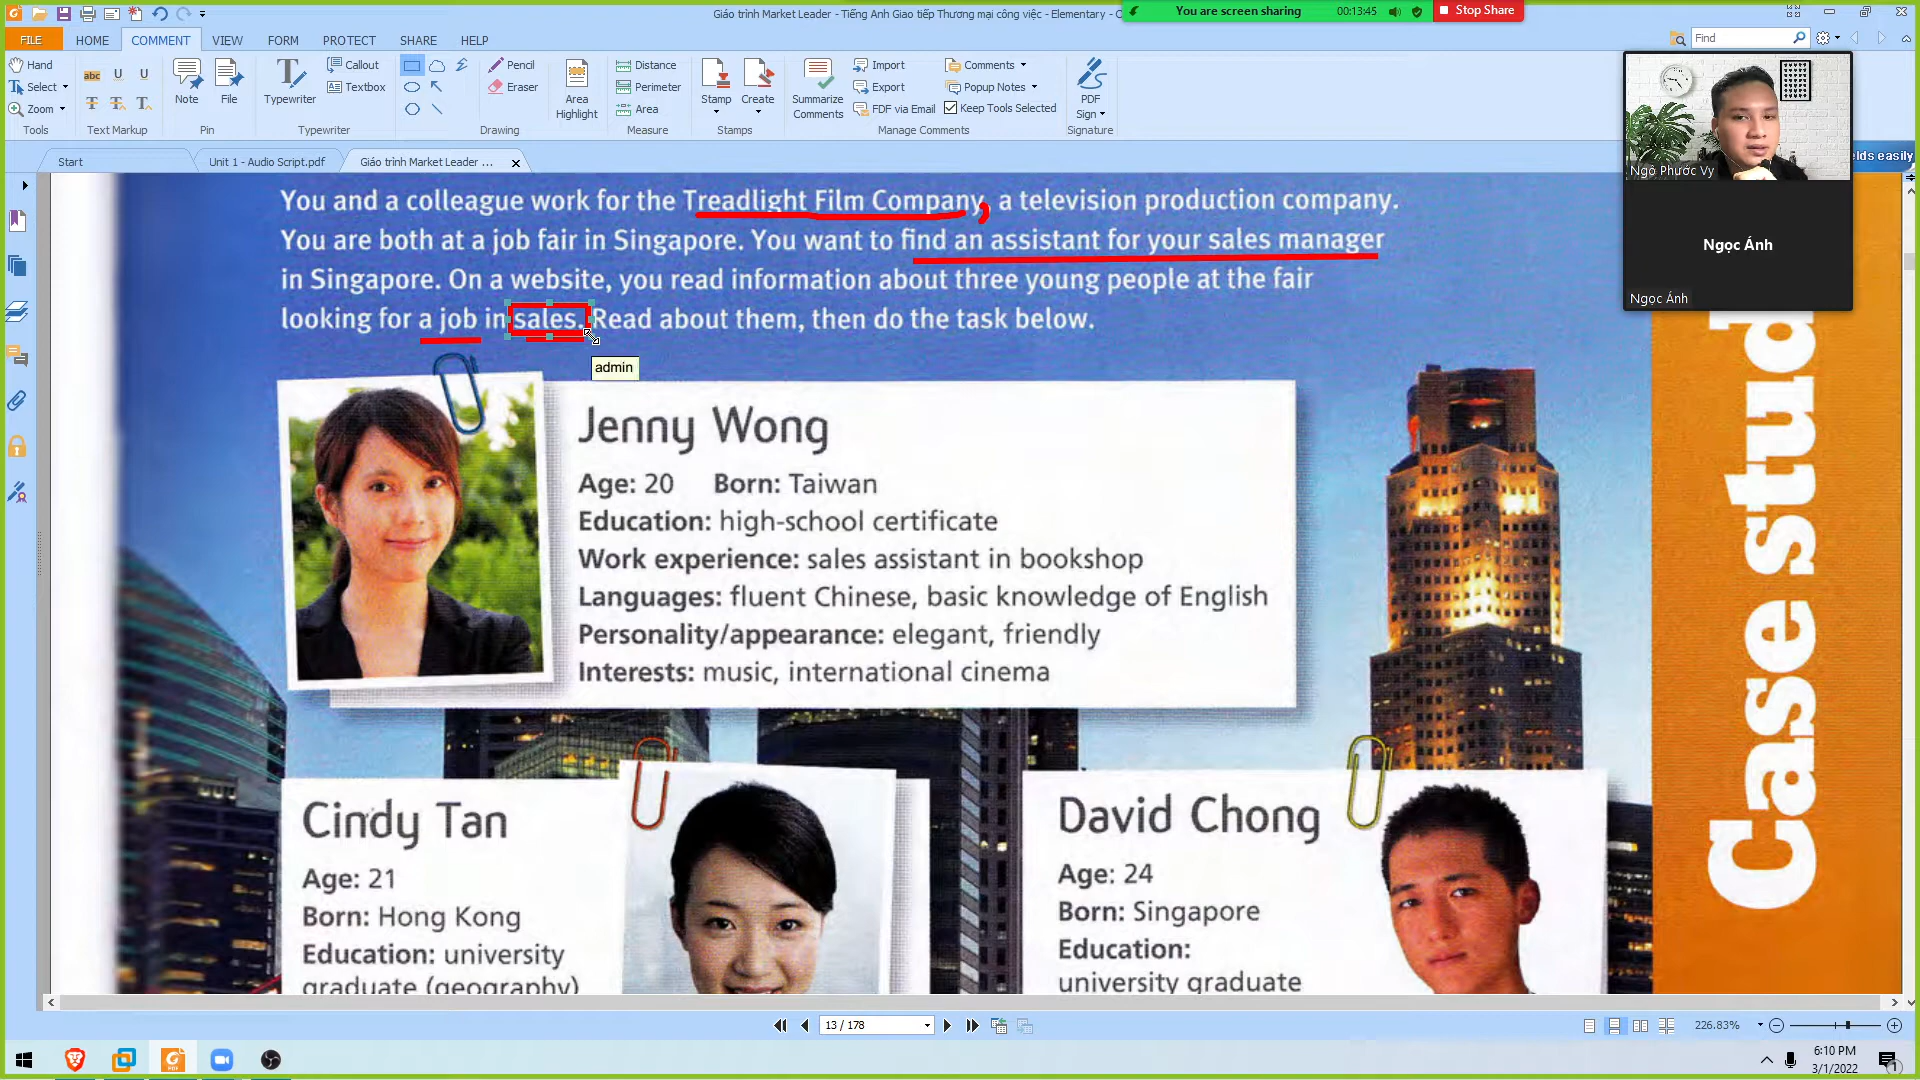 Giáo trình Market Leader - Tiếng Anh Giao tiếp Thương mại công việc - Elementary - C
You are screen sharing
00:13:45
Stop Share
FILE
HOME
COMMENT
VIEW
FORM
PROTECT
SHARE
HELP
Find
Hand
Select
Zoom
Tools
abc
U
U
T
T
T
Text Markup
Note
File
Pin
Typewriter
Callout
Textbox
Typewriter
Pencil
Eraser
Drawing
Area Highlight
Distance
Perimeter
Area
Measure
Stamp
Create
Stamps
Summarize Comments
Import
Export
FDF via Email
Comments
Popup Notes
Keep Tools Selected
Manage Comments
PDF Sign
Signature
Start
Unit 1 - Audio Script.pdf
Giáo trình Market Leader ...
elds easily
Ngô Phước Vy
Ngọc Ánh
Ngọc Ánh
You and a colleague work for the Treadlight Film Company, a television production company.
You are both at a job fair in Singapore. You want to find an assistant for your sales manager
in Singapore. On a website, you read information about three young people at the fair
looking for a job in sales. Read about them, then do the task below.
admin
Jenny Wong
Age: 20 Born: Taiwan
Education: high-school certificate
Work experience: sales assistant in bookshop
Languages: fluent Chinese, basic knowledge of English
Personality/appearance: elegant, friendly
Interests: music, international cinema
Cindy Tan
Age: 21
Born: Hong Kong
Education: university
graduate (geography)
David Chong
Age: 24
Born: Singapore
Education:
university graduate
Case stud
13 / 178
226.83%
6:10 PM
3/1/2022
1